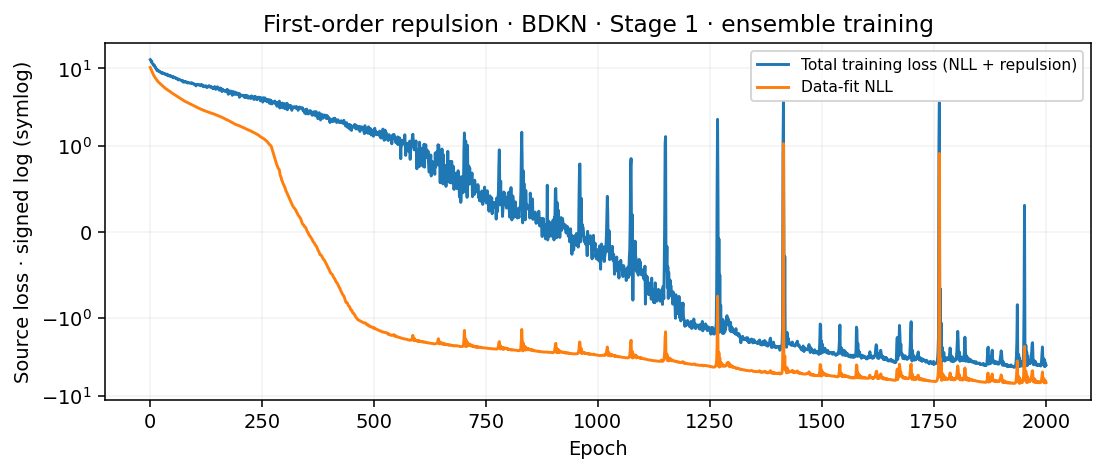 First-order repulsion · BDKN · Stage 1 · ensemble training
Source loss · signed log (symlog)
10¹
10⁰
0
−10⁰
−10¹
Total training loss (NLL + repulsion)
Data-fit NLL
0 250 500 750 1000 1250 1500 1750 2000
Epoch